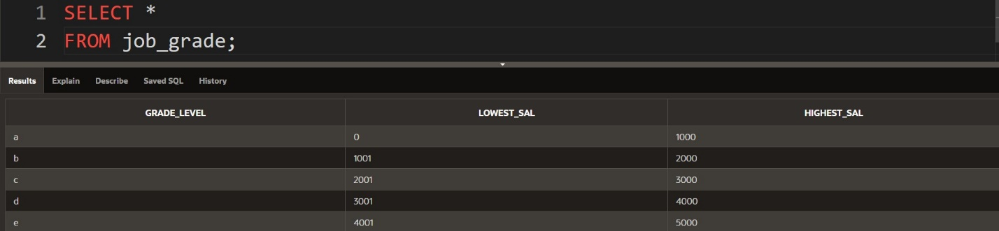 1 SELECT *
2 FROM job_grade;
Results Explain Describe Saved SQL History
GRADE_LEVEL LOWEST_SAL HIGHEST_SAL
a 0 1000
b 1001 2000
c 2001 3000
d 3001 4000
e 4001 5000